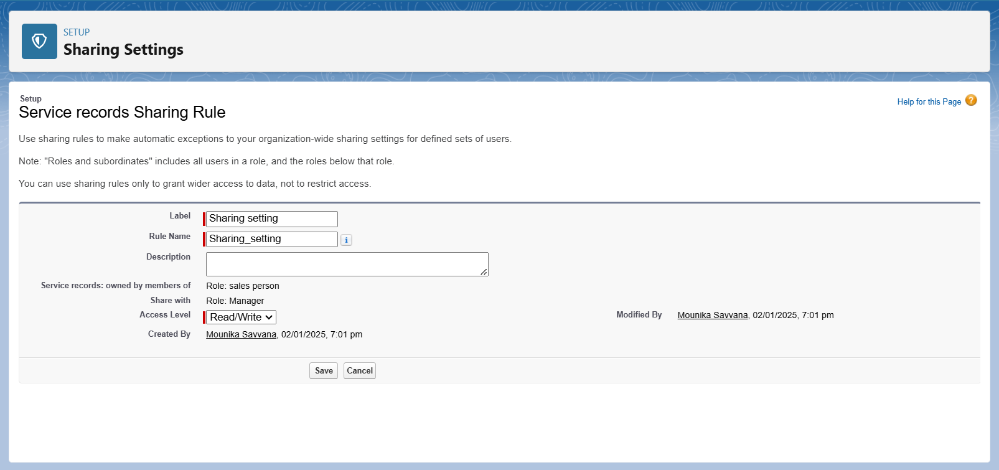 SETUP
Sharing Settings
Setup
Service records Sharing Rule
Help for this Page ?
Use sharing rules to make automatic exceptions to your organization-wide sharing settings for defined sets of users.
Note: "Roles and subordinates" includes all users in a role, and the roles below that role.
You can use sharing rules only to grant wider access to data, not to restrict access.
Label Sharing setting
Rule Name Sharing_setting i
Description
Service records: owned by members of Role: sales person
Share with Role: Manager
Access Level Read/Write Modified By Mounika Savvana, 02/01/2025, 7:01 pm
Created By Mounika Savvana, 02/01/2025, 7:01 pm
Save Cancel